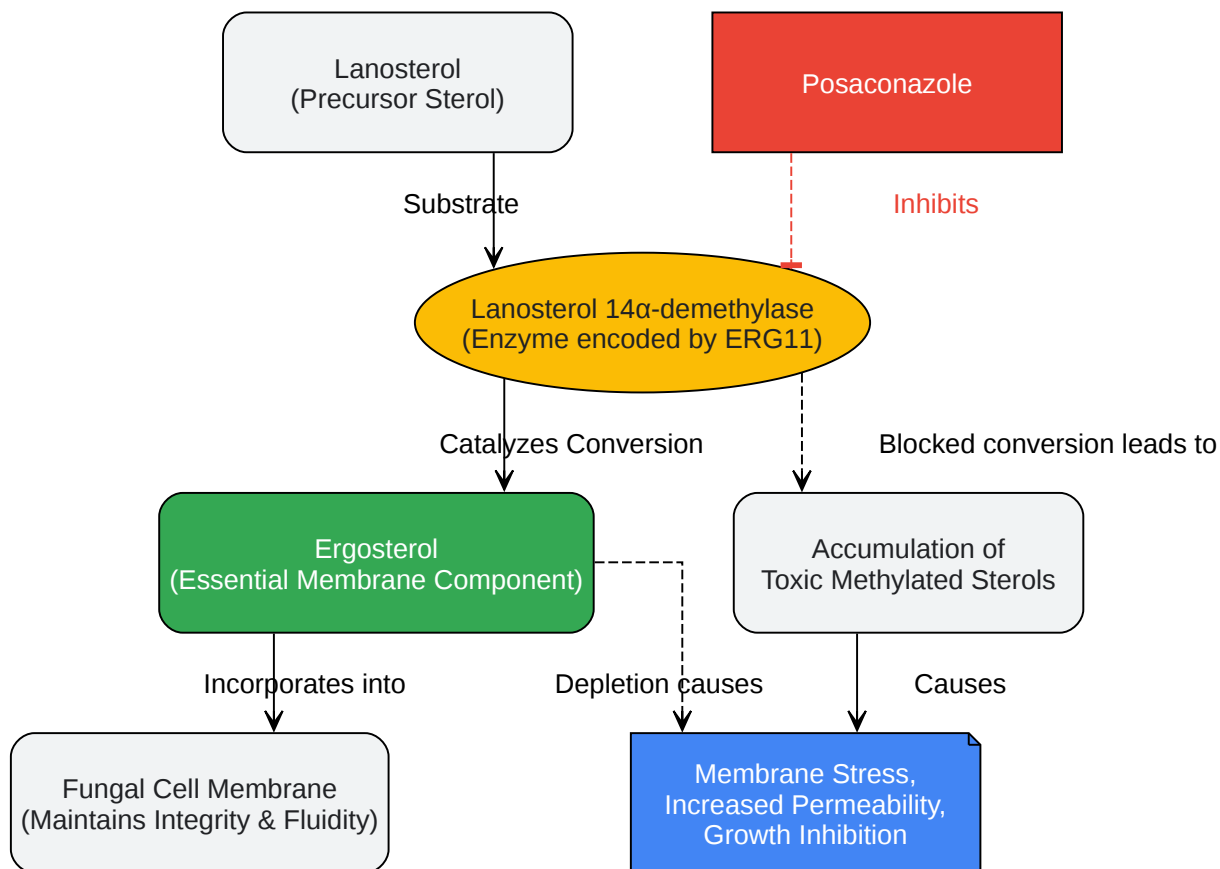 Lanosterol
(Precursor Sterol)
Posaconazole
Substrate
Inhibits
Lanosterol 14α-demethylase
(Enzyme encoded by ERG11)
Catalyzes Conversion
Blocked conversion leads to
Ergosterol
(Essential Membrane Component)
Accumulation of
Toxic Methylated Sterols
Incorporates into
Depletion causes
Causes
Fungal Cell Membrane
(Maintains Integrity & Fluidity)
Membrane Stress,
Increased Permeability,
Growth Inhibition